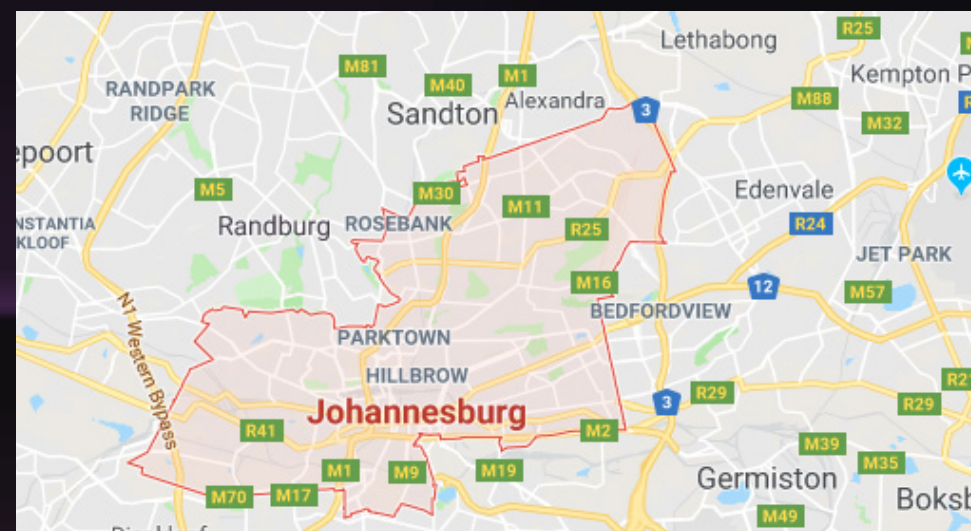 R25
Lethabong
M81
M1
Kempton P
RANDPARK
RIDGE
M40
Alexandra
3
M88
Sandton
M32
epoort
M5
M30
Edenvale
M11
Randburg
ROSEBANK
R25
R24
NSTANTIA
KLOOF
JET PARK
M16
12
M57
N1 Western Bypass
BEDFORDVIEW
PARKTOWN
HILLBROW
R29
3
R29
Johannesburg
R41
M2
M39
M1
M9
M19
M35
Germiston
M70
M17
Boksb
M49